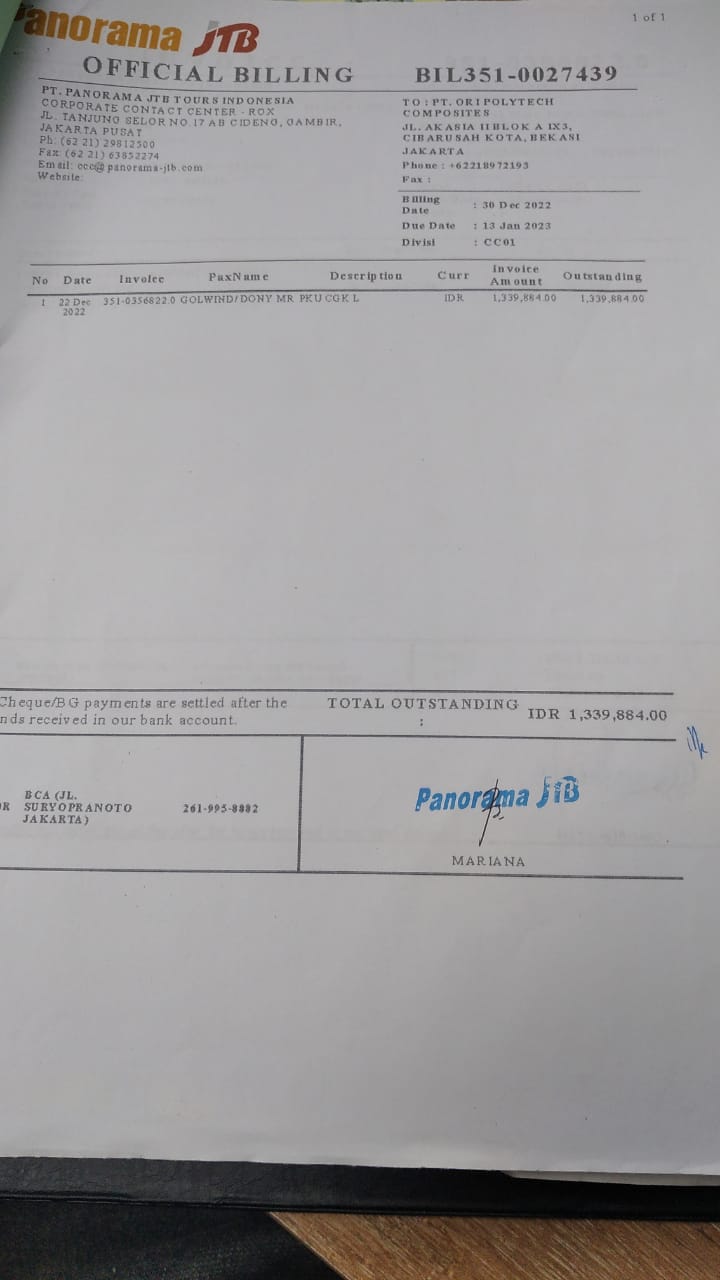 1 of 1
Panorama JTB
OFFICIAL BILLING
BIL351-0027439
PT. PANORAMA JTB TOURS INDONESIA
CORPORATE CONTACT CENTER - ROX
JL. TANJUNG SELOR NO.17 AB CIDENG, GAMBIR,
JAKARTA PUSAT
Ph: (62 21) 29812500
Fax: (62 21) 63852274
Email: ccc@panorama-jtb.com
Website:
TO : PT. ORI POLYTECH
COMPOSITES
JL. AKASIA II BLOK A IX3,
CIBARUSAH KOTA, BEKASI
JAKARTA
Phone : +62218972193
Fax :
Billing Date : 30 Dec 2022
Due Date : 13 Jan 2023
Divisi : CC01
No Date Invoice PaxName Description Curr Invoice Amount Outstanding
1 22 Dec 2022 351-0356822.0 GOLWIND/DONY MR PKU CGK L IDR 1,339,884.00 1,339,884.00
Cheque/BG payments are settled after the
nds received in our bank account.
TOTAL OUTSTANDING : IDR 1,339,884.00
BCA (JL.
SURYOPRANOTO 261-995-8882
JAKARTA)
Panorama JTB
MARIANA